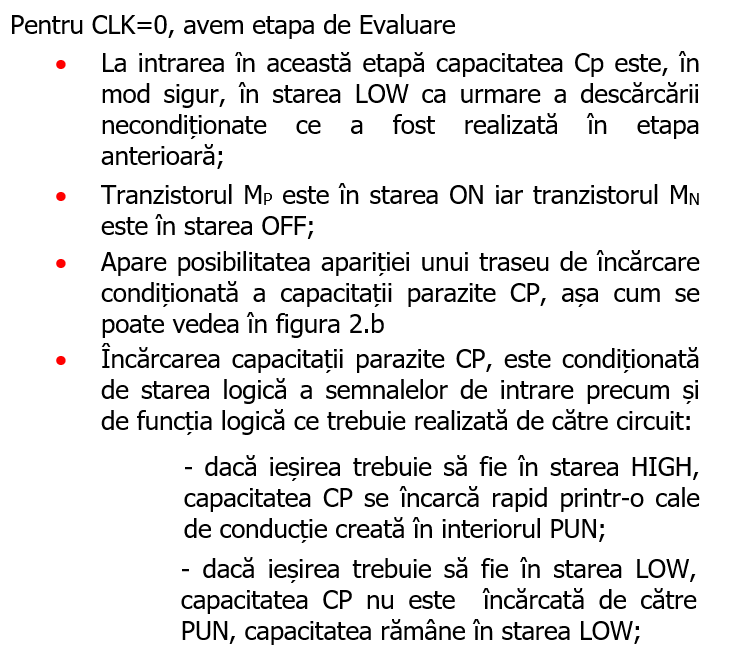 Pentru CLK=0, avem etapa de Evaluare
• La intrarea în această etapă capacitatea Cp este, în
mod sigur, în starea LOW ca urmare a descărcării
necondiționate ce a fost realizată în etapa
anterioară;
• Tranzistorul MP este în starea ON iar tranzistorul MN
este în starea OFF;
• Apare posibilitatea apariției unui traseu de încărcare
condiționată a capacitații parazite CP, așa cum se
poate vedea în figura 2.b
• Încărcarea capacitații parazite CP, este condiționată
de starea logică a semnalelor de intrare precum și
de funcția logică ce trebuie realizată de către circuit:
- dacă ieșirea trebuie să fie în starea HIGH,
capacitatea CP se încarcă rapid printr-o cale
de conducție creată în interiorul PUN;
- dacă ieșirea trebuie să fie în starea LOW,
capacitatea CP nu este încărcată de către
PUN, capacitatea rămâne în starea LOW;